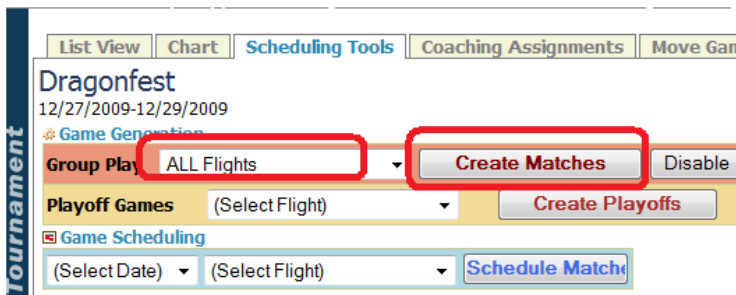 List View Chart Scheduling Tools Coaching Assignments Move Gam
Dragonfest
12/27/2009-12/29/2009
Game Generation
Group Play ALL Flights Create Matches Disable
Playoff Games (Select Flight) Create Playoffs
Game Scheduling
(Select Date) (Select Flight) Schedule Matche
Tournament